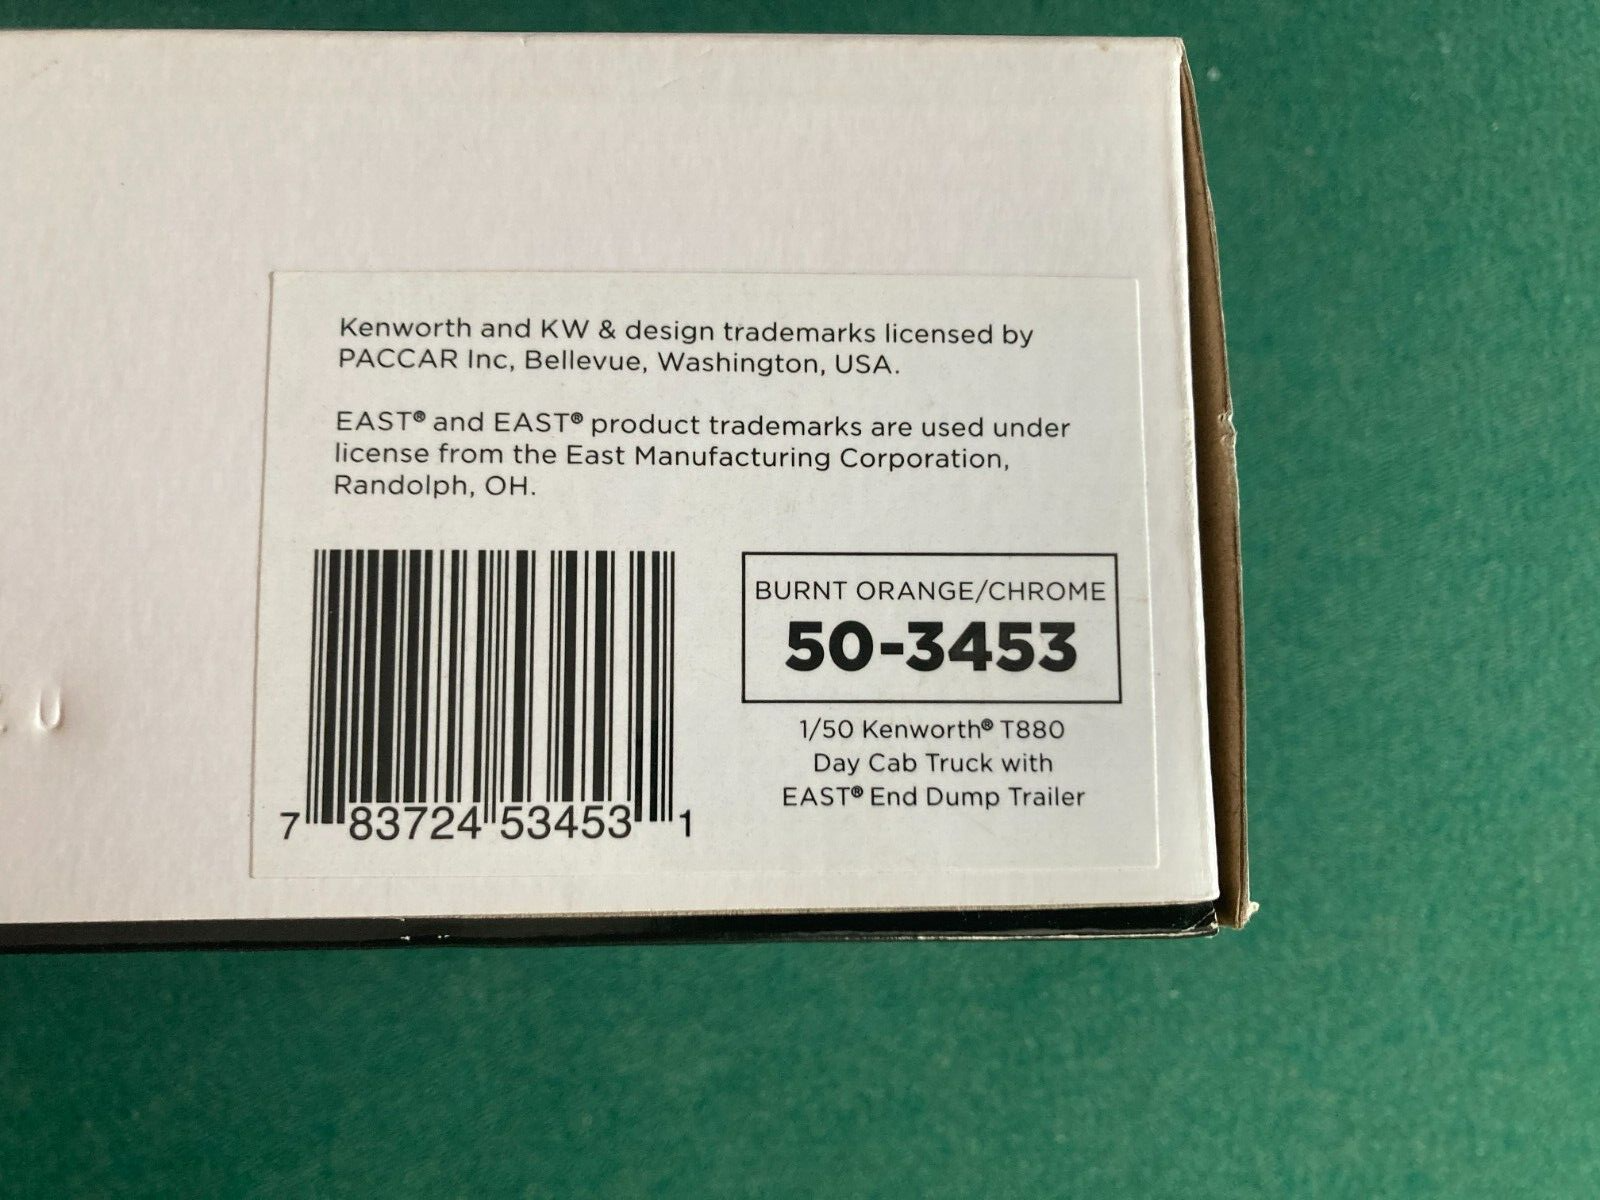 Kenworth and KW & design trademarks licensed by
PACCAR Inc, Bellevue, Washington, USA.
EAST® and EAST® product trademarks are used under
license from the East Manufacturing Corporation,
Randolph, OH.
BURNT ORANGE/CHROME
50-3453
1/50 Kenworth® T880
Day Cab Truck with
EAST® End Dump Trailer
7 83724 53453 1